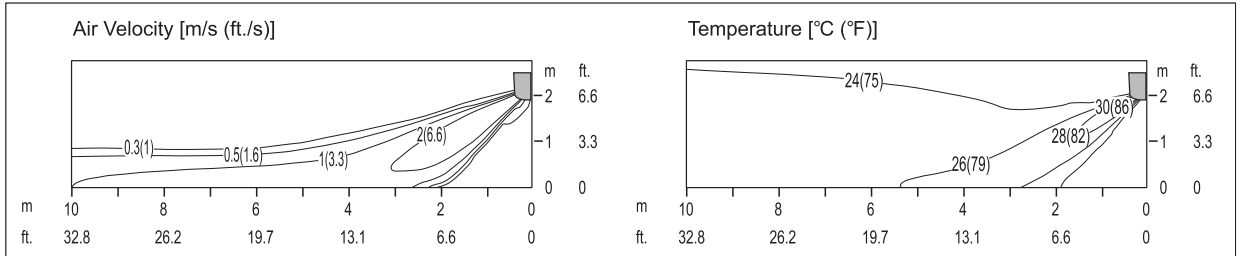 Air Velocity [m/s (ft./s)]
m ft.
2 6.6
1 3.3
0 0
0.3(1)
0.5(1.6)
1(3.3)
2(6.6)
m 10 8 6 4 2 0
ft. 32.8 26.2 19.7 13.1 6.6 0
Temperature [°C (°F)]
m ft.
2 6.6
1 3.3
0 0
24(75)
30(86)
28(82)
26(79)
m 10 8 6 4 2 0
ft. 32.8 26.2 19.7 13.1 6.6 0